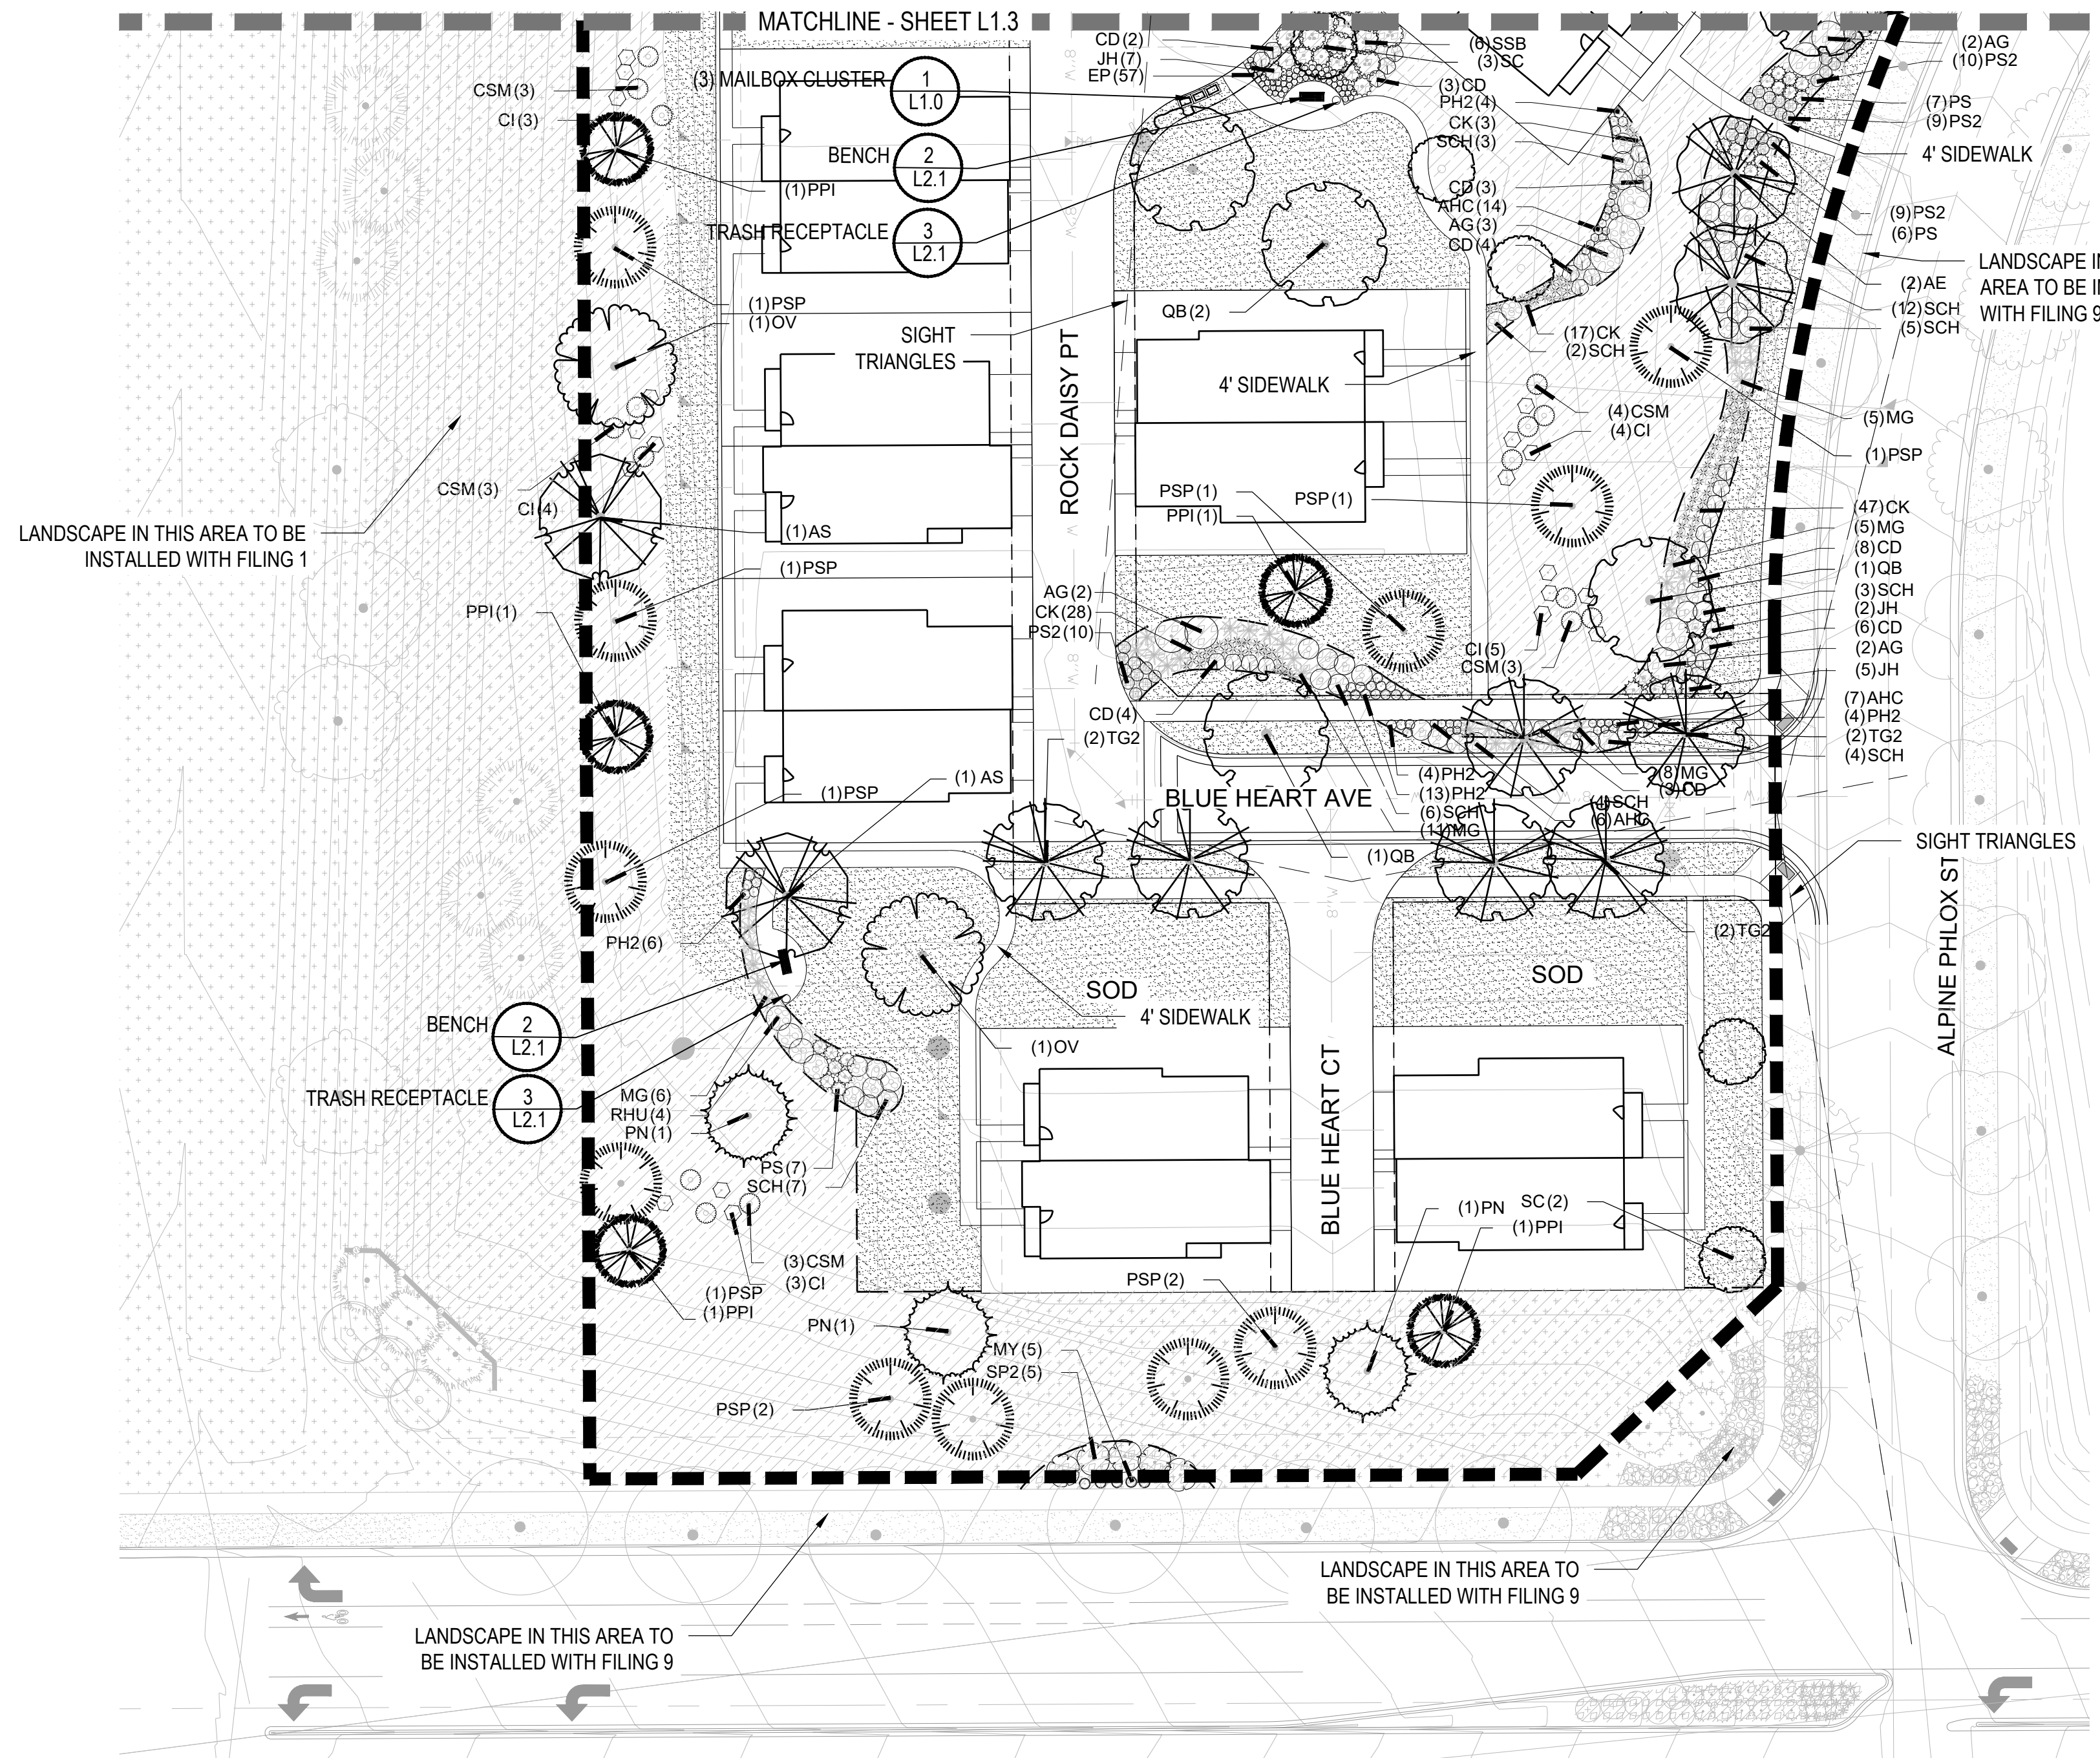 MATCHLINE - SHEET L1.3
CD(2)
JH(7)
EP(57)
(6)SSB
(3)SC
(3)CD
PH2(4)
CK(3)
SCH(3)
CD(3)
AHC(14)
AG(3)
CD(4)
(2)AG
(10)PS2
(7)PS
(9)PS2
4' SIDEWALK
(9)PS2
(6)PS
(2)AE
(12)SCH
(5)SCH
CSM(3)
CI(3)
(3) MAILBOX CLUSTER
1
L1.0
BENCH
2
L2.1
TRASH RECEPTACLE
3
L2.1
(1)PPI
(1)PSP
(1)OV
SIGHT
TRIANGLES
QB(2)
4' SIDEWALK
(17)CK
(2)SCH
(4)CSM
(4)CI
(5)MG
(1)PSP
ROCK DAISY PT
CSM(3)
CI(4)
(1)AS
(1)PSP
PSP(1)
PPI(1)
PSP(1)
LANDSCAPE IN THIS AREA TO BE
INSTALLED WITH FILING 1
(47)CK
(5)MG
(8)CD
(1)QB
(3)SCH
(2)JH
(6)CD
(2)AG
(5)JH
(7)AHC
(4)PH2
(2)TG2
(4)SCH
AG(2)
CK(28)
PS2(10)
PPI(1)
CI(5)
CSM(3)
CD(4)
(2)TG2
(1) AS
(1)PSP
BLUE HEART AVE
(4)PH2
(13)PH2
(6)SCH
(11)MG
(1)QB
(8)MG
(3)CD
(4)SCH
(6)AHC
SIGHT TRIANGLES
ALPINE PHLOX ST
PH2(6)
(2)TG2
SOD
SOD
4' SIDEWALK
(1)OV
BENCH
2
L2.1
TRASH RECEPTACLE
3
L2.1
MG(6)
RHU(4)
PN(1)
PS(7)
SCH(7)
BLUE HEART CT
(1)PN
SC(2)
(1)PPI
(3)CSM
(3)CI
(1)PSP
(1)PPI
PSP(2)
PN(1)
MY(5)
SP2(5)
PSP(2)
LANDSCAPE IN THIS AREA TO
BE INSTALLED WITH FILING 9
LANDSCAPE IN THIS AREA TO
BE INSTALLED WITH FILING 9
LANDSCAPE
AREA TO BE
WITH FILING 9